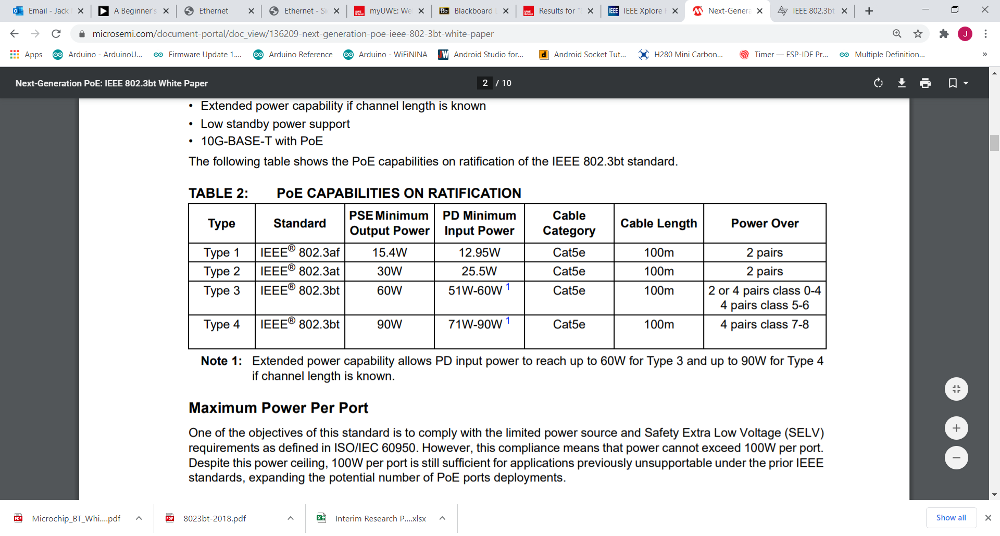 Email - Jack
A Beginner's
Ethernet
Ethernet - Si
myUWE: We
Blackboard
Results for "
IEEE Xplore
Next-Genera
IEEE 802.3bt
microsemi.com/document-portal/doc_view/136209-next-generation-poe-ieee-802-3bt-white-paper
J
Apps
Arduino - ArduinoU...
Firmware Update 1....
Arduino Reference
Arduino - WiFiNINA
Android Studio for...
Android Socket Tut...
H280 Mini Carbon...
Timer — ESP-IDF Pr...
Multiple Definition...
»
Next-Generation PoE: IEEE 802.3bt White Paper
2 / 10
• Extended power capability if channel length is known
• Low standby power support
• 10G-BASE-T with PoE
The following table shows the PoE capabilities on ratification of the IEEE 802.3bt standard.
TABLE 2: PoE CAPABILITIES ON RATIFICATION
Type
Standard
PSE Minimum
Output Power
PD Minimum
Input Power
Cable
Category
Cable Length
Power Over
Type 1 IEEE® 802.3af 15.4W 12.95W Cat5e 100m 2 pairs
Type 2 IEEE® 802.3at 30W 25.5W Cat5e 100m 2 pairs
Type 3 IEEE® 802.3bt 60W 51W-60W 1 Cat5e 100m 2 or 4 pairs class 0-4
4 pairs class 5-6
Type 4 IEEE® 802.3bt 90W 71W-90W 1 Cat5e 100m 4 pairs class 7-8
Note 1: Extended power capability allows PD input power to reach up to 60W for Type 3 and up to 90W for Type 4
if channel length is known.
Maximum Power Per Port
One of the objectives of this standard is to comply with the limited power source and Safety Extra Low Voltage (SELV)
requirements as defined in ISO/IEC 60950. However, this compliance means that power cannot exceed 100W per port.
Despite this power ceiling, 100W per port is still sufficient for applications previously unsupportable under the prior IEEE
standards, expanding the potential number of PoE ports deployments.
Microchip_BT_Whi....pdf
8023bt-2018.pdf
Interim Research P....xlsx
Show all